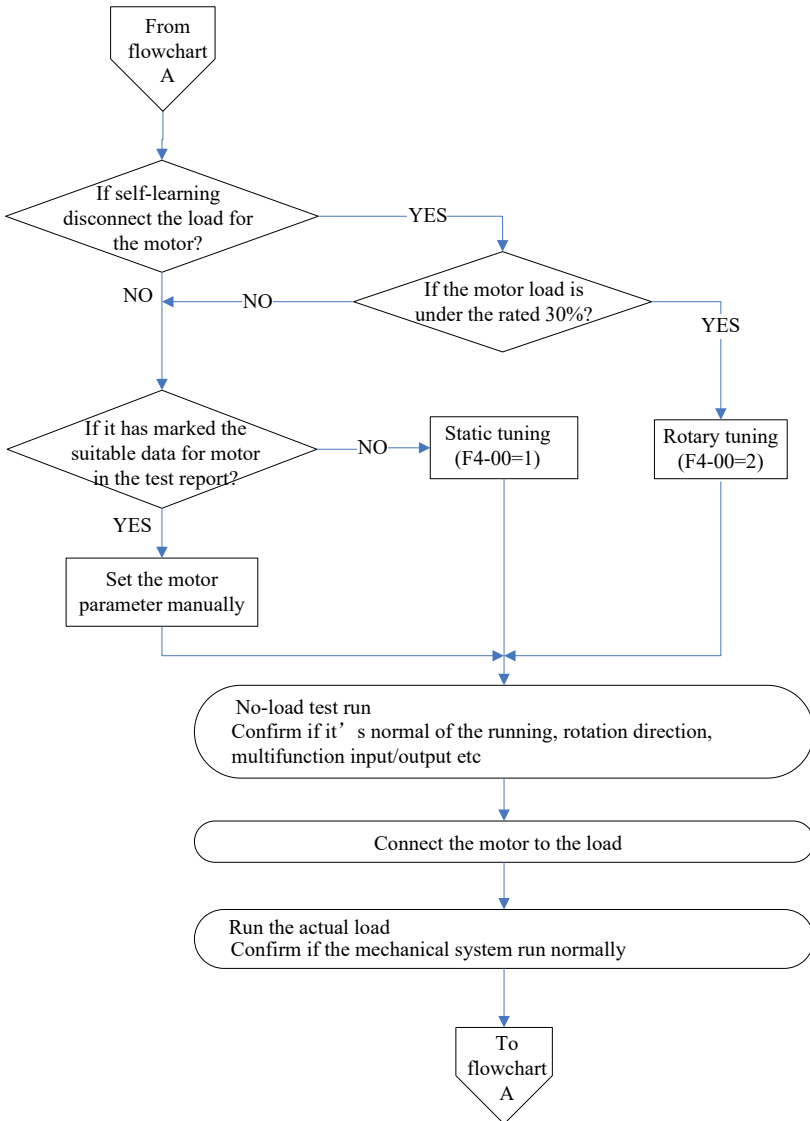 From
flowchart
A
If self-learning
disconnect the load for
the motor?
YES
NO
NO
If the motor load is
under the rated 30%?
YES
If it has marked the
suitable data for motor
in the test report?
NO
Static tuning
(F4-00=1)
Rotary tuning
(F4-00=2)
YES
Set the motor
parameter manually
No-load test run
Confirm if it’s normal of the running, rotation direction,
multifunction input/output etc
Connect the motor to the load
Run the actual load
Confirm if the mechanical system run normally
To
flowchart
A